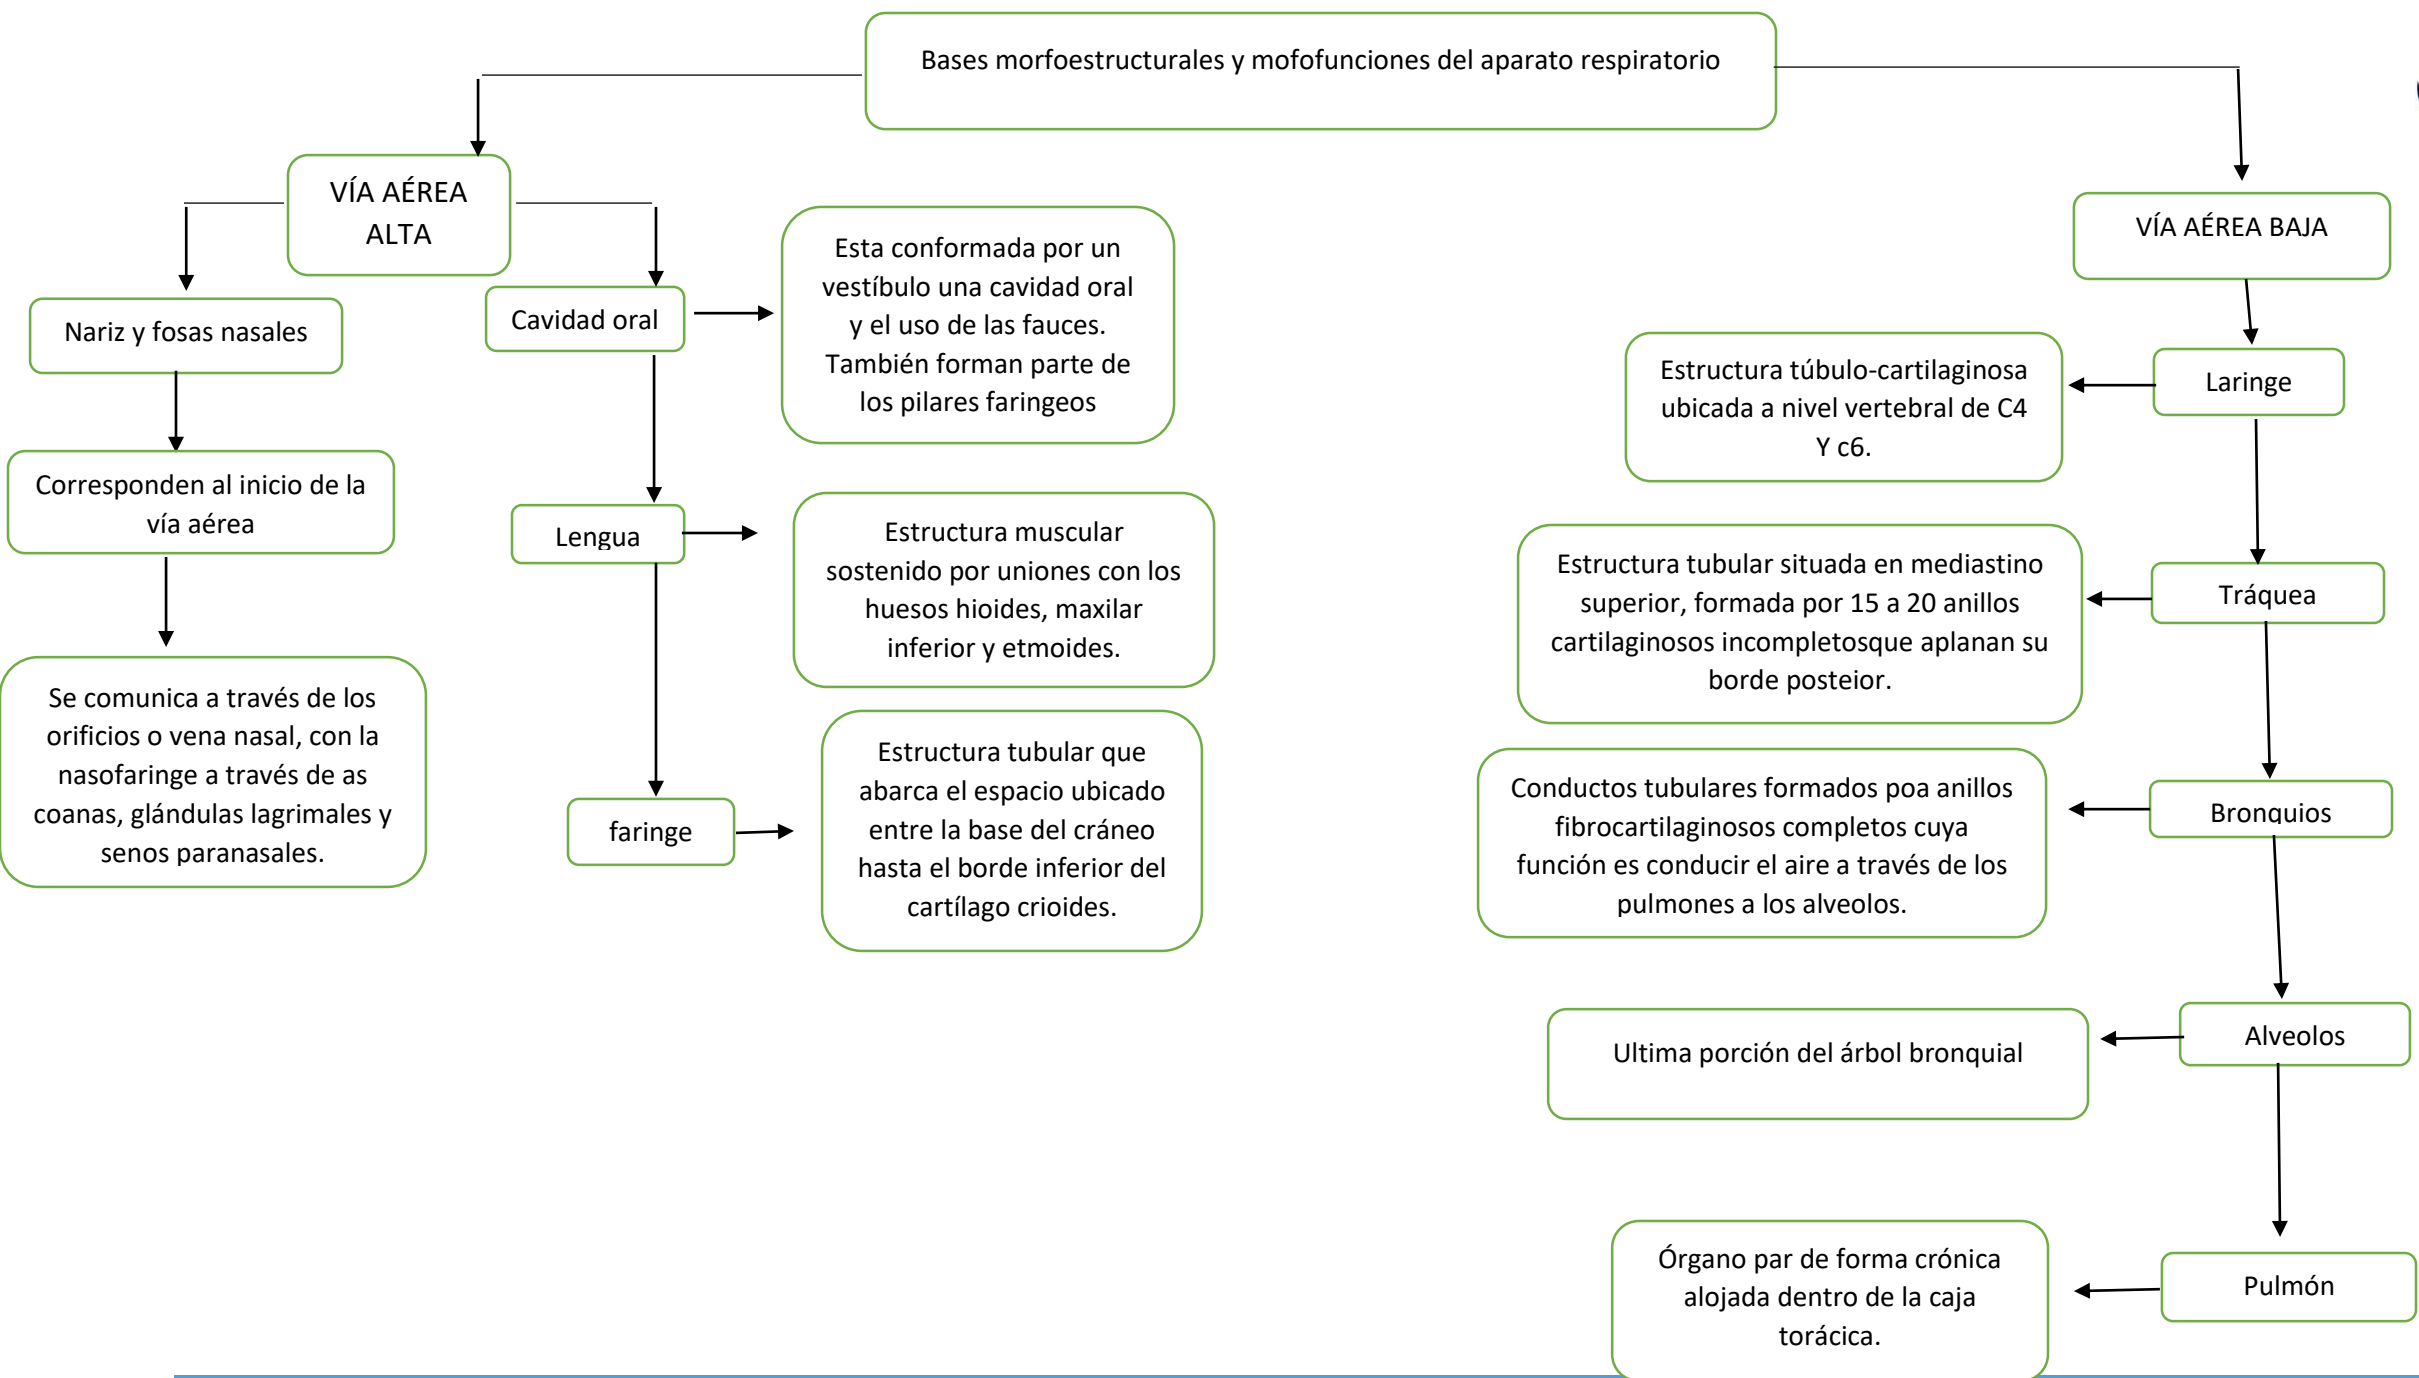 Bases morfoestructurales y mofofunciones del aparato respiratorio
VÍA AÉREA
ALTA
Nariz y fosas nasales
Corresponden al inicio de la
vía aérea
Se comunica a través de los
orificios o vena nasal, con la
nasofaringe a través de as
coanas, glándulas lagrimales y
senos paranasales.
Cavidad oral
Esta conformada por un
vestíbulo una cavidad oral
y el uso de las fauces.
También forman parte de
los pilares faringeos
Lengua
Estructura muscular
sostenido por uniones con los
huesos hioides, maxilar
inferior y etmoides.
faringe
Estructura tubular que
abarca el espacio ubicado
entre la base del cráneo
hasta el borde inferior del
cartílago crioides.
VÍA AÉREA BAJA
Laringe
Estructura túbulo-cartilaginosa
ubicada a nivel vertebral de C4
Y c6.
Tráquea
Estructura tubular situada en mediastino
superior, formada por 15 a 20 anillos
cartilaginosos incompletosque aplanan su
borde posteior.
Bronquios
Conductos tubulares formados poa anillos
fibrocartilaginosos completos cuya
función es conducir el aire a través de los
pulmones a los alveolos.
Alveolos
Ultima porción del árbol bronquial
Pulmón
Órgano par de forma crónica
alojada dentro de la caja
torácica.